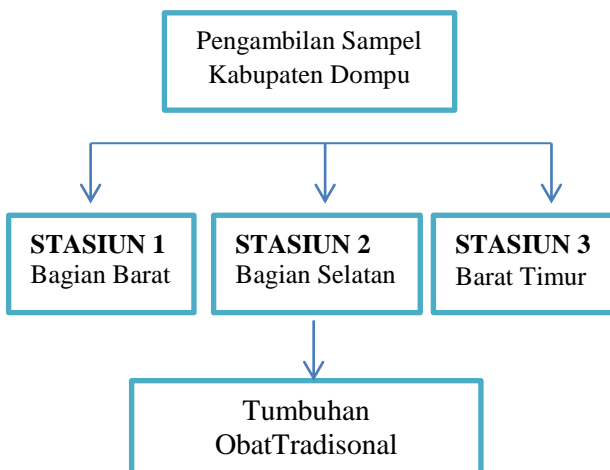 Pengambilan Sampel
Kabupaten Dompu
STASIUN 1
Bagian Barat
STASIUN 2
Bagian Selatan
STASIUN 3
Barat Timur
Tumbuhan
ObatTradisonal